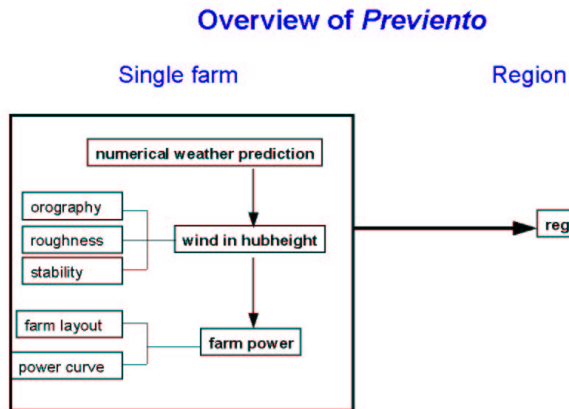 Overview of Previento
Single farm
Region
numerical weather prediction
orography
roughness
stability
wind in hubheight
farm layout
power curve
farm power